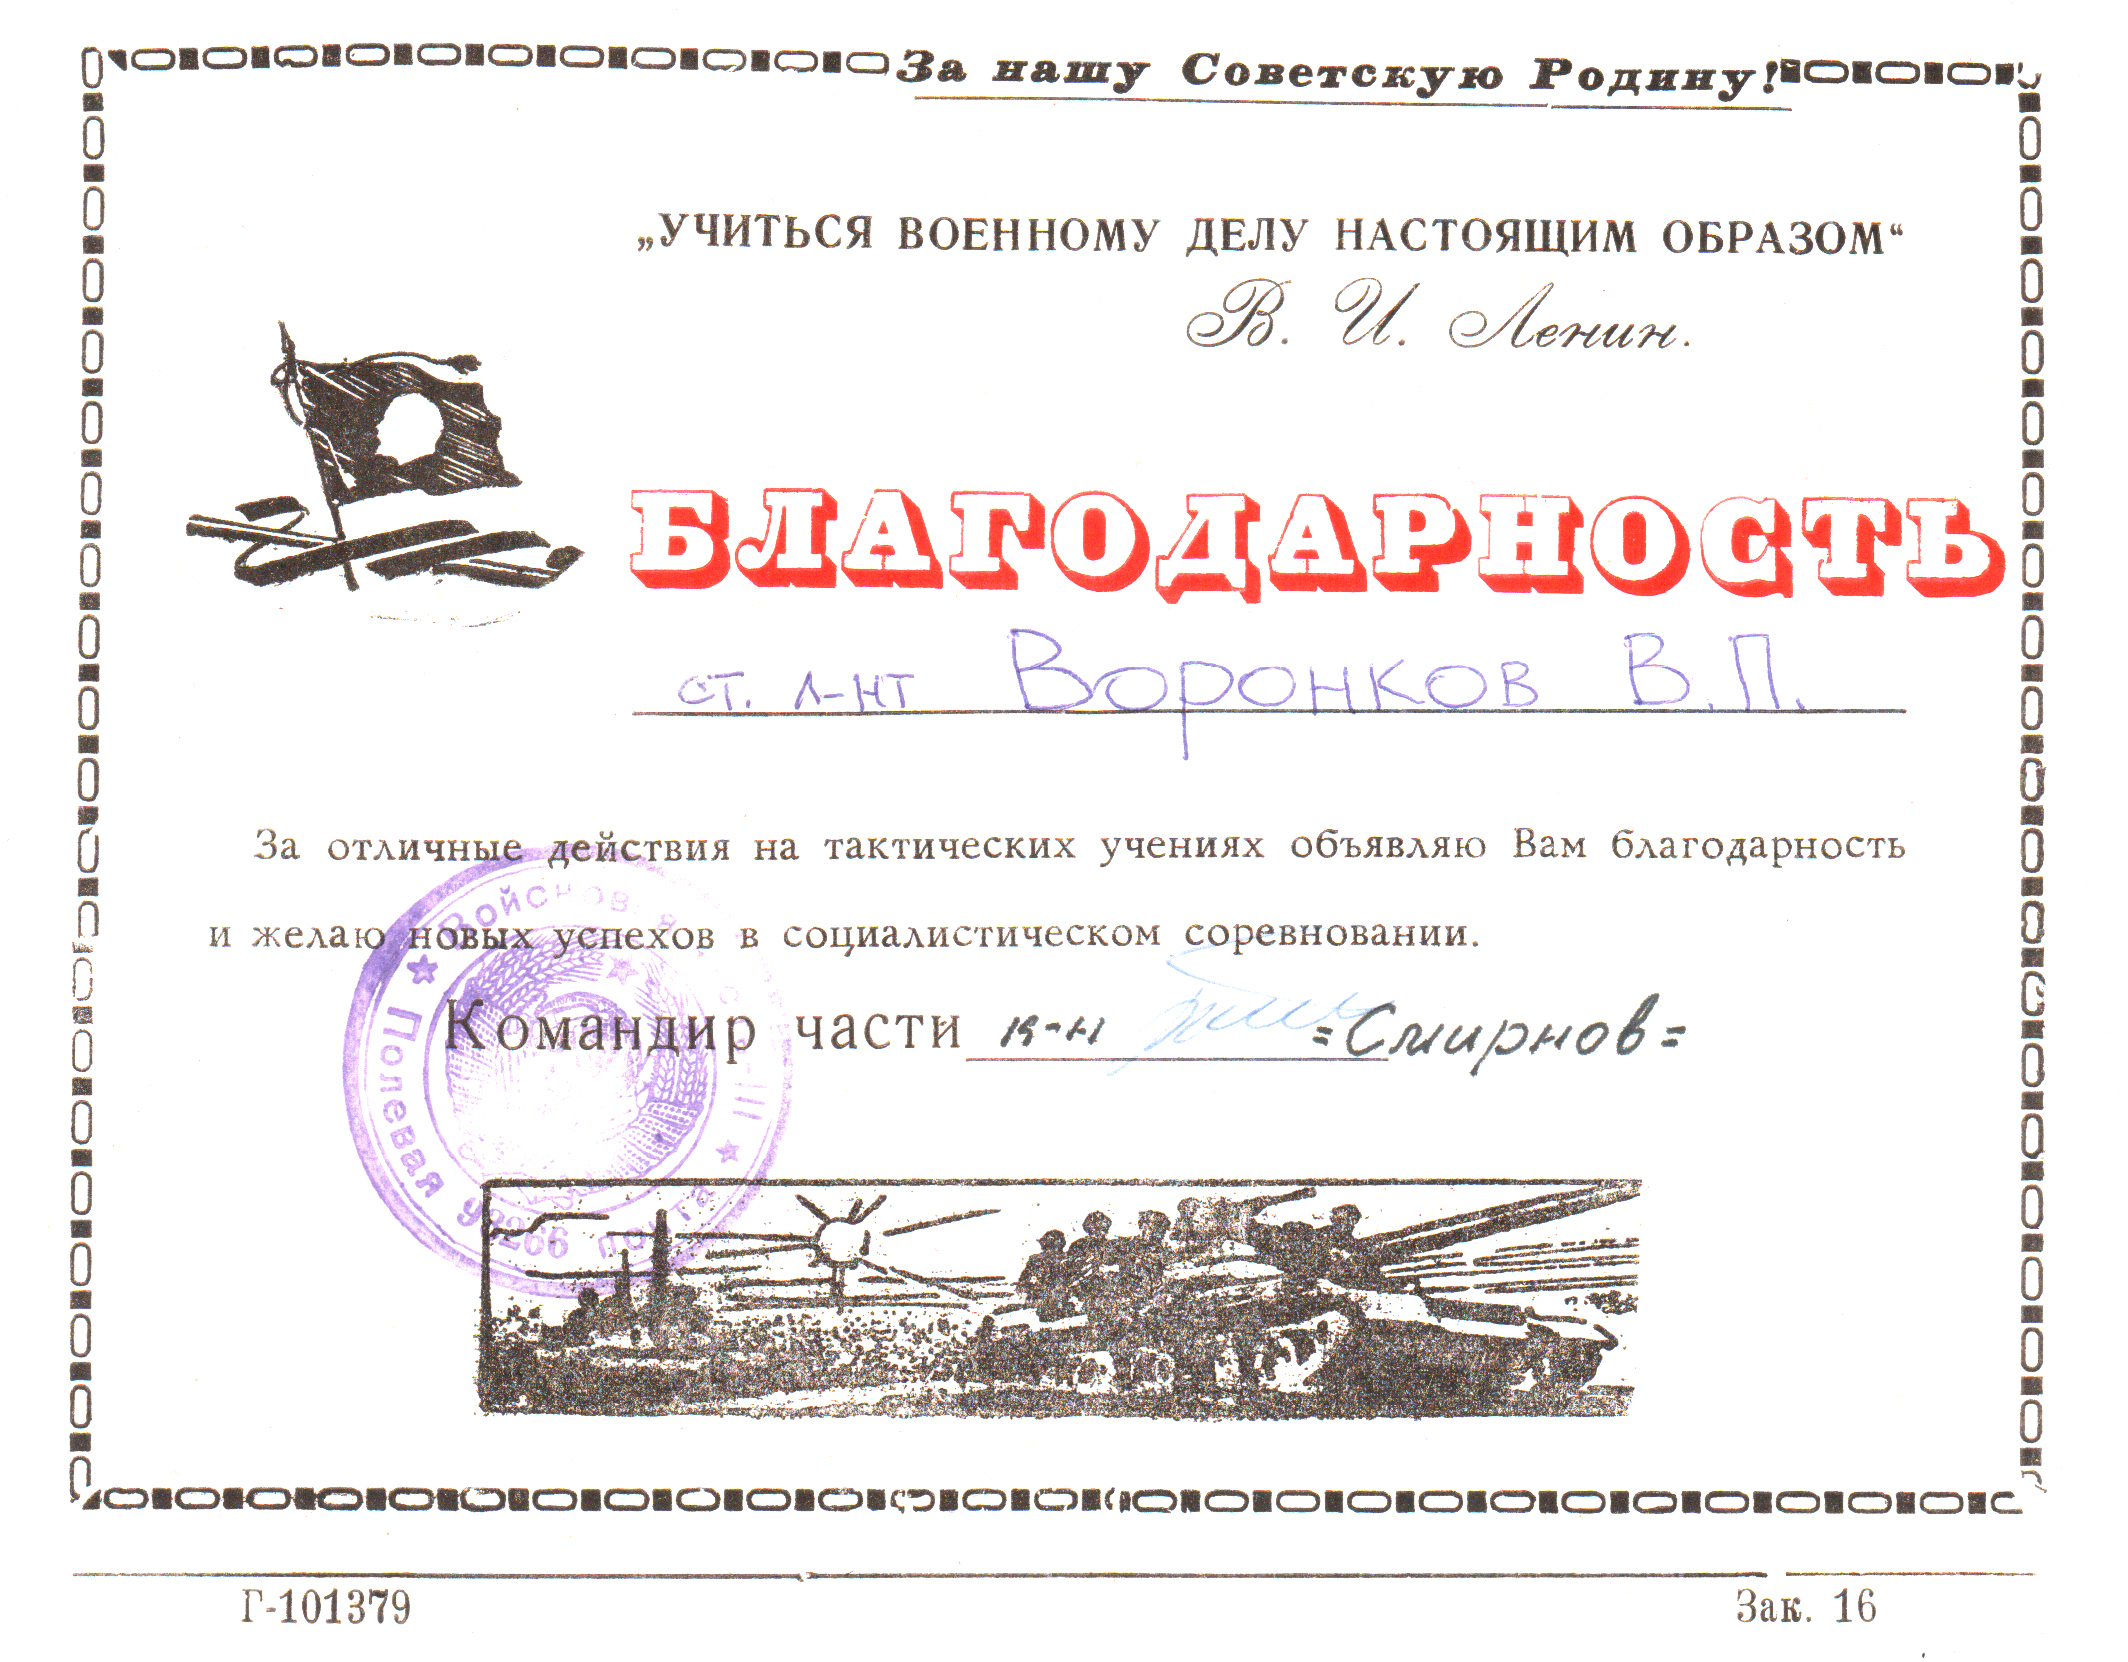 За нашу Советскую Родину!
„УЧИТЬСЯ ВОЕННОМУ ДЕЛУ НАСТОЯЩИМ ОБРАЗОМ“
В. И. Ленин.
БЛАГОДАРНОСТЬ
ст. л-нт Воронков В.П.
За отличные действия на тактических учениях объявляю Вам благодарность
и желаю новых успехов в социалистическом соревновании.
Командир части к-н =Смирнов=
Полевая почта
Г-101379
Зак. 16